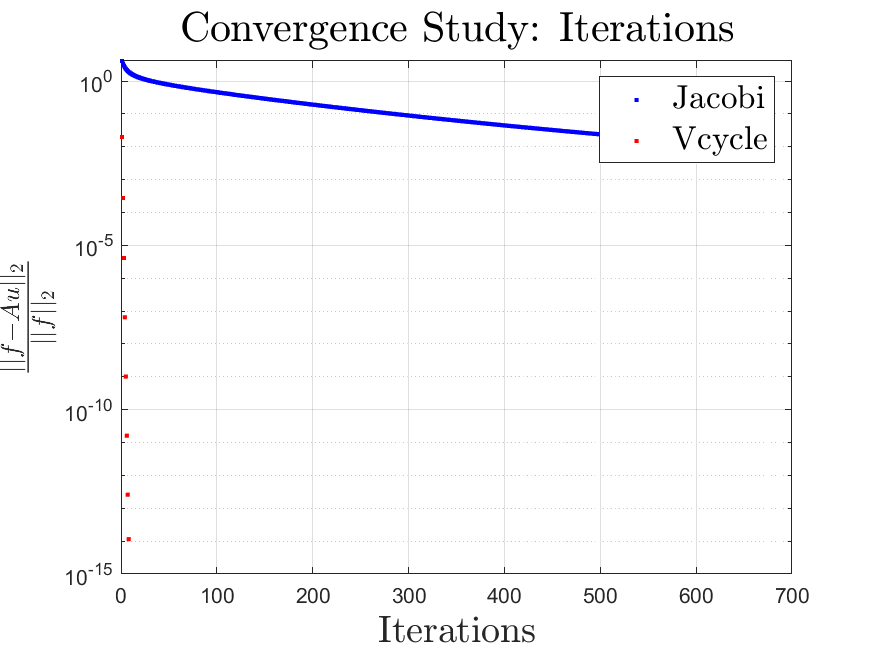 Convergence Study: Iterations
10^0
10^-5
10^-10
10^-15
||f−Au||_2
||f||_2
Jacobi
Vcycle
0 100 200 300 400 500 600 700
Iterations